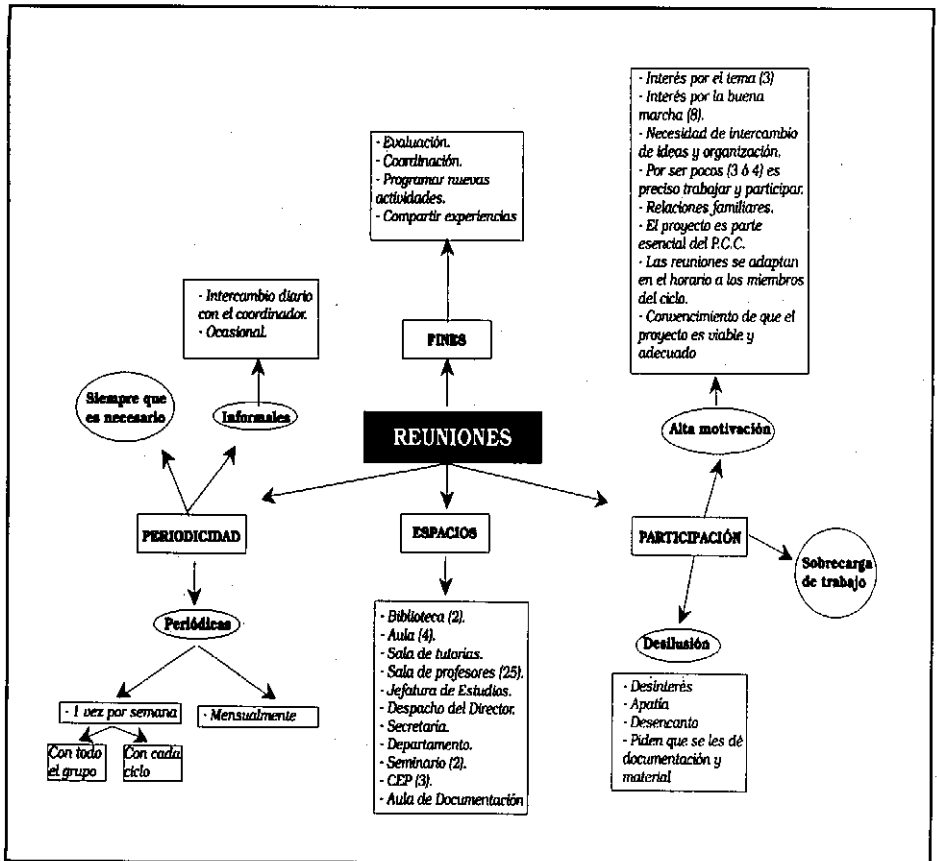 - Interés por el tema (3)
- Interés por la buena
marcha (8).
- Necesidad de intercambio
de ideas y organización.
- Por ser pocos (3 ó 4) es
preciso trabajar y participar.
- Relaciones familiares.
- El proyecto es parte
esencial del P.C.C.
- Las reuniones se adaptan
en el horario a los miembros
del ciclo.
- Convencimiento de que el
proyecto es viable y
adecuado
- Evaluación.
- Coordinación.
- Programar nuevas
actividades.
- Compartir experiencias
- Intercambio diario
con el coordinador.
- Ocasional.
FINES
Siempre que
es necesario
Informales
REUNIONES
Alta motivación
PERIODICIDAD
ESPACIOS
PARTICIPACIÓN
Sobrecarga
de trabajo
Periódicas
- 1 vez por semana
- Mensualmente
Con todo
el grupo
Con cada
ciclo
- Biblioteca (2).
- Aula (4).
- Sala de tutorías.
- Sala de profesores (25).
- Jefatura de Estudios.
- Despacho del Director.
- Secretaría.
- Departamento.
- Seminario (2).
- CEP (3).
- Aula de Documentación
Desilusión
- Desinterés
- Apatía
- Desencanto
- Piden que se les dé
documentación y
material